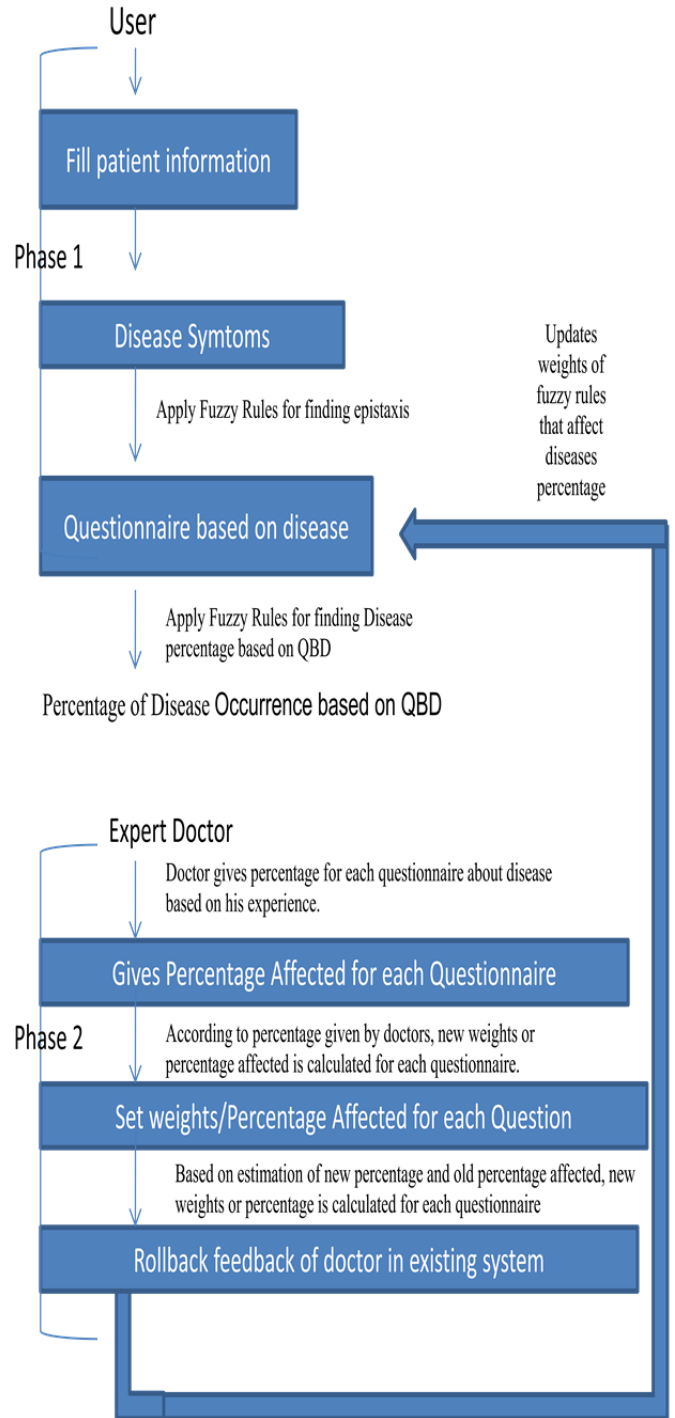 User
Fill patient information
Phase 1
Disease Symtoms
Apply Fuzzy Rules for finding epistaxis
Updates
weights of
fuzzy rules
that affect
diseases
percentage
Questionnaire based on disease
Apply Fuzzy Rules for finding Disease
percentage based on QBD
Percentage of Disease Occurrence based on QBD
Expert Doctor
Doctor gives percentage for each questionnaire about disease
based on his experience.
Gives Percentage Affected for each Questionnaire
Phase 2
According to percentage given by doctors, new weights or
percentage affected is calculated for each questionnaire.
Set weights/Percentage Affected for each Question
Based on estimation of new percentage and old percentage affected, new
weights or percentage is calculated for each questionnaire
Rollback feedback of doctor in existing system